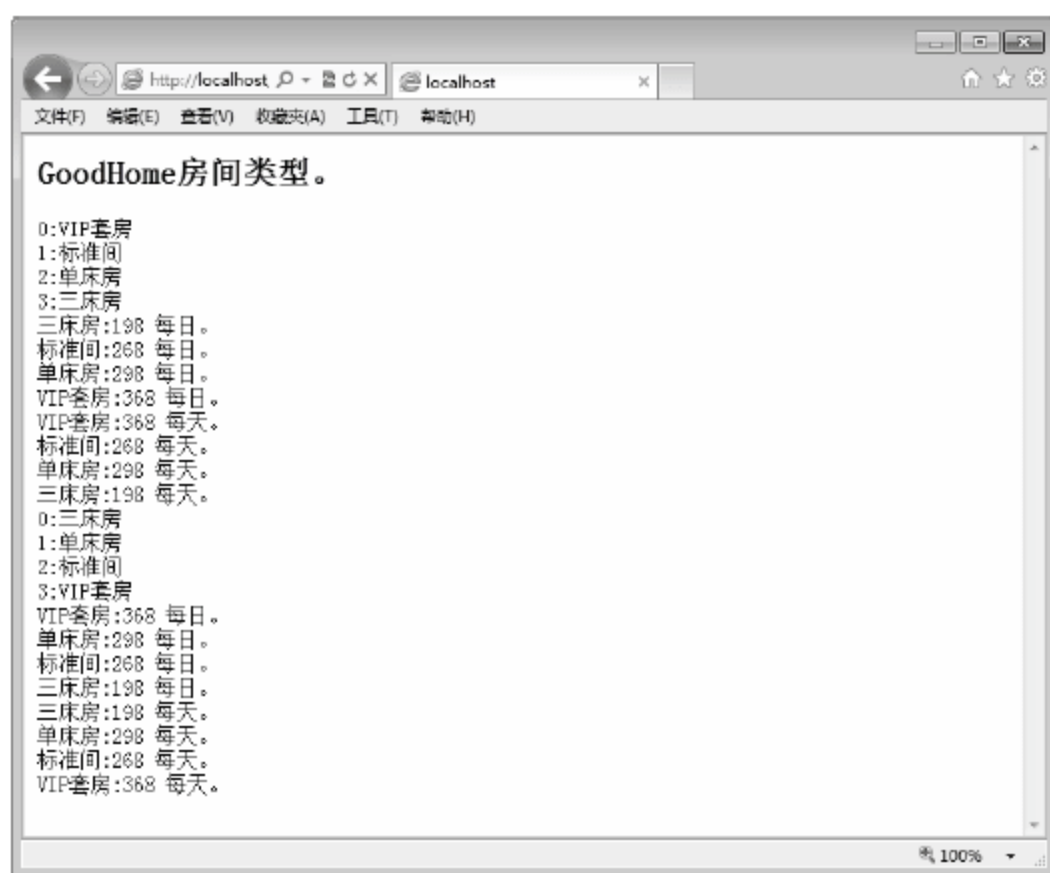 http://localhost
localhost
文件(F) 编辑(E) 查看(V) 收藏夹(A) 工具(T) 帮助(H)
GoodHome房间类型。
0:VIP套房
1:标准间
2:单床房
3:三床房
三床房:198 每日。
标准间:268 每日。
单床房:298 每日。
VIP套房:368 每日。
VIP套房:368 每天。
标准间:268 每天。
单床房:298 每天。
三床房:198 每天。
0:三床房
1:单床房
2:标准间
3:VIP套房
VIP套房:368 每日。
单床房:298 每日。
标准间:268 每日。
三床房:198 每日。
三床房:198 每天。
单床房:298 每天。
标准间:268 每天。
VIP套房:368 每天。
100%